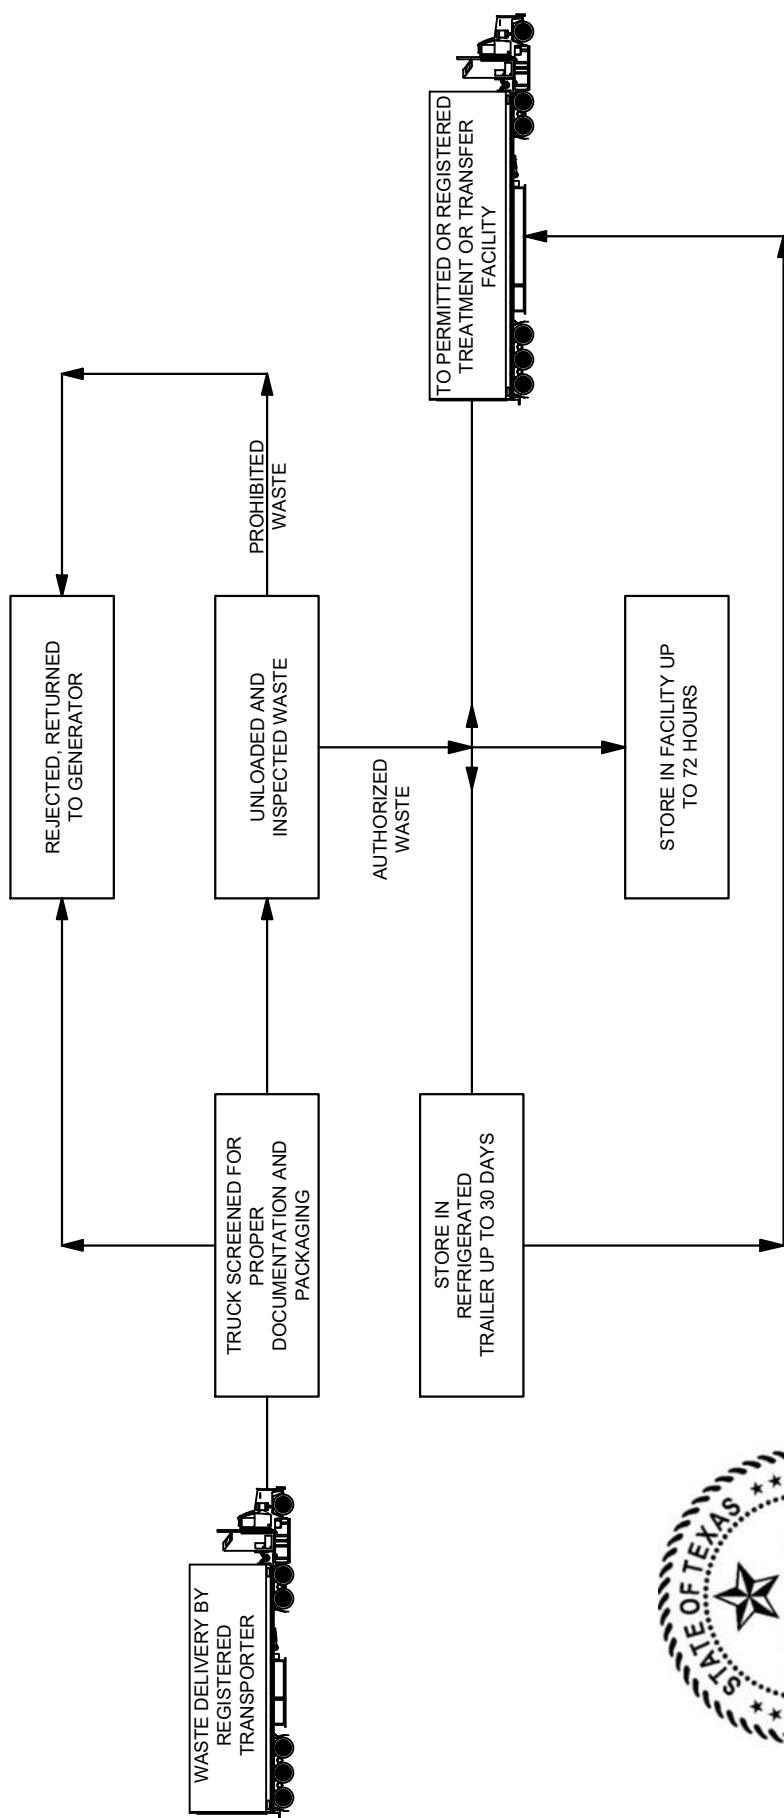 WASTE DELIVERY BY
REGISTERED
TRANSPORTER
TRUCK SCREENED FOR
PROPER
DOCUMENTATION AND
PACKAGING
REJECTED, RETURNED
TO GENERATOR
UNLOADED AND
INSPECTED WASTE
PROHIBITED
WASTE
AUTHORIZED
WASTE
STORE IN
REFRIGERATED
TRAILER UP TO 30 DAYS
STORE IN FACILITY UP
TO 72 HOURS
TO PERMITTED OR REGISTERED
TREATMENT OR TRANSFER
FACILITY
STATE OF TEXAS